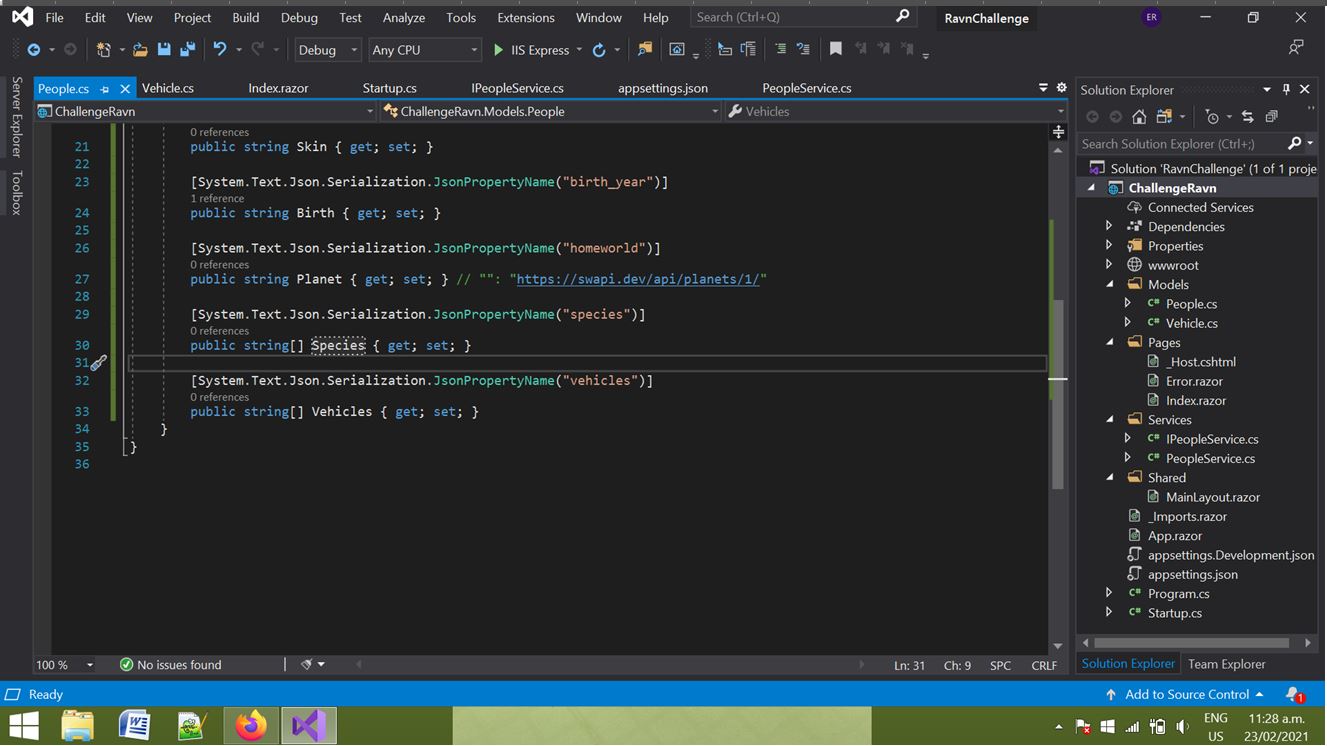 File Edit View Project Build Debug Test Analyze Tools Extensions Window Help Search (Ctrl+Q) RavnChallenge ER
Debug Any CPU IIS Express
Server Explorer
Toolbox
People.cs Vehicle.cs Index.razor Startup.cs IPeopleService.cs appsettings.json PeopleService.cs
ChallengeRavn ChallengeRavn.Models.People Vehicles
0 references
21 public string Skin { get; set; }
22
23 [System.Text.Json.Serialization.JsonPropertyName("birth_year")]
1 reference
24 public string Birth { get; set; }
25
26 [System.Text.Json.Serialization.JsonPropertyName("homeworld")]
0 references
27 public string Planet { get; set; } // "": "https://swapi.dev/api/planets/1/"
28
29 [System.Text.Json.Serialization.JsonPropertyName("species")]
0 references
30 public string[] Species { get; set; }
31
32 [System.Text.Json.Serialization.JsonPropertyName("vehicles")]
0 references
33 public string[] Vehicles { get; set; }
34 }
35 }
36
100 % No issues found Ln: 31 Ch: 9 SPC CRLF
Solution Explorer
Search Solution Explorer (Ctrl+;)
Solution 'RavnChallenge' (1 of 1 proje
ChallengeRavn
Connected Services
Dependencies
Properties
wwwroot
Models
C# People.cs
C# Vehicle.cs
Pages
_Host.cshtml
Error.razor
Index.razor
Services
C# IPeopleService.cs
C# PeopleService.cs
Shared
MainLayout.razor
_Imports.razor
App.razor
appsettings.Development.json
appsettings.json
C# Program.cs
C# Startup.cs
Solution Explorer Team Explorer
Ready Add to Source Control 1
ENG 11:28 a.m.
US 23/02/2021